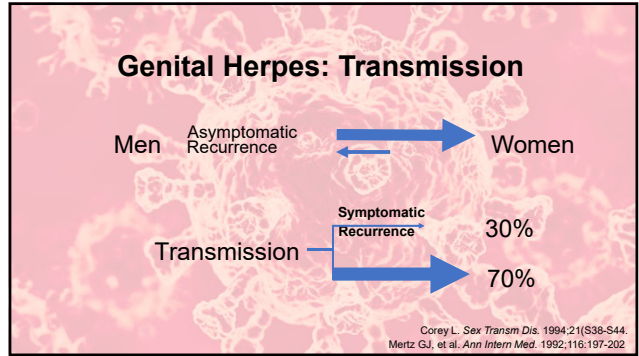 Genital Herpes: Transmission
Men
Asymptomatic
Recurrence
Women
Symptomatic
Recurrence
30%
Transmission
70%
Corey L. Sex Transm Dis. 1994;21(S38-S44.
Mertz GJ, et al. Ann Intern Med. 1992;116:197-202